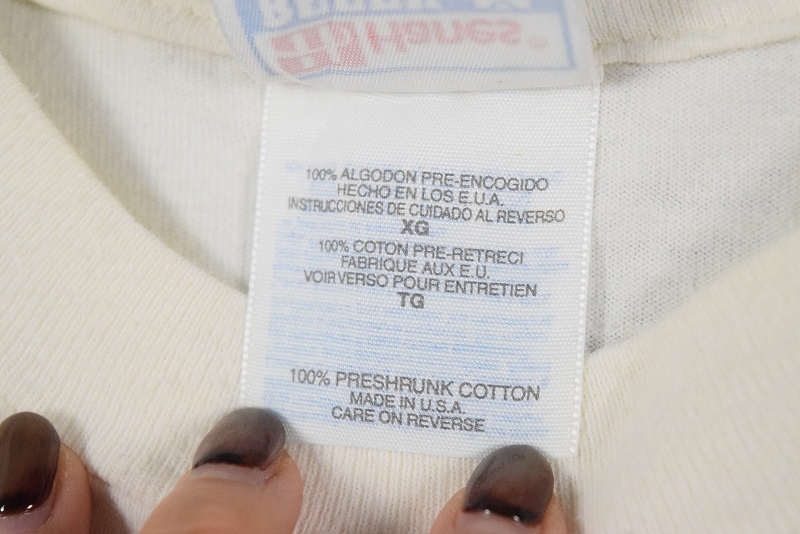 Hanes®
100% ALGODON PRE-ENCOGIDO
HECHO EN LOS E.U.A.
INSTRUCCIONES DE CUIDADO AL REVERSO
XG
100% COTON PRE-RETRECI
FABRIQUE AUX E.U.
VOIR VERSO POUR ENTRETIEN
TG
100% PRESHRUNK COTTON
MADE IN U.S.A.
CARE ON REVERSE